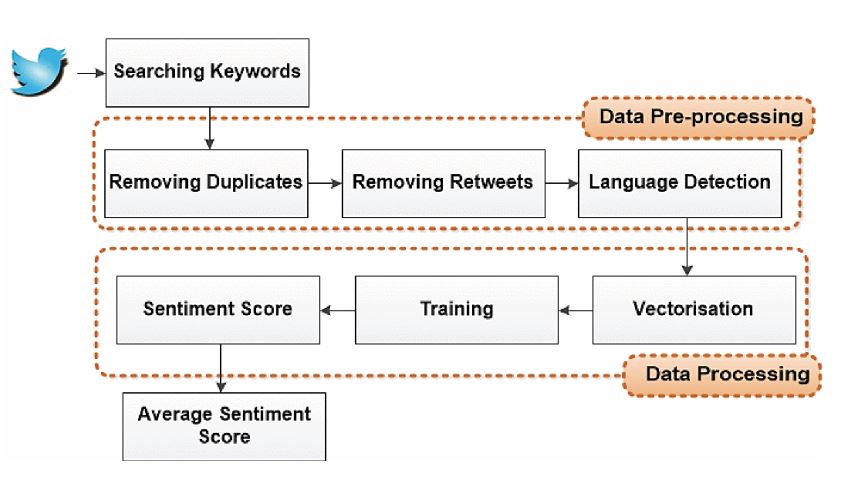 Searching Keywords
Data Pre-processing
Removing Duplicates
Removing Retweets
Language Detection
Sentiment Score
Training
Vectorisation
Data Processing
Average Sentiment
Score